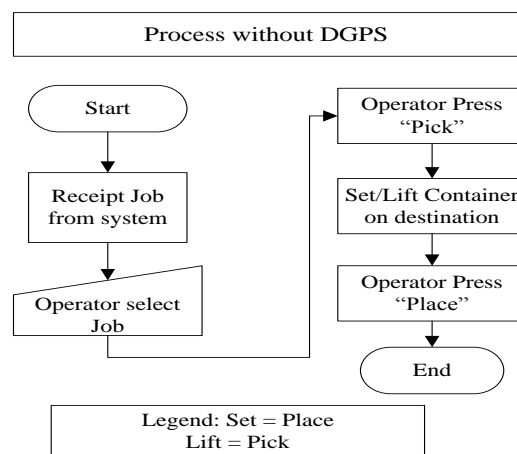 Process without DGPS
Start
Receipt Job
from system
Operator select
Job
Operator Press
“Pick”
Set/Lift Container
on destination
Operator Press
“Place”
End
Legend: Set = Place
Lift = Pick